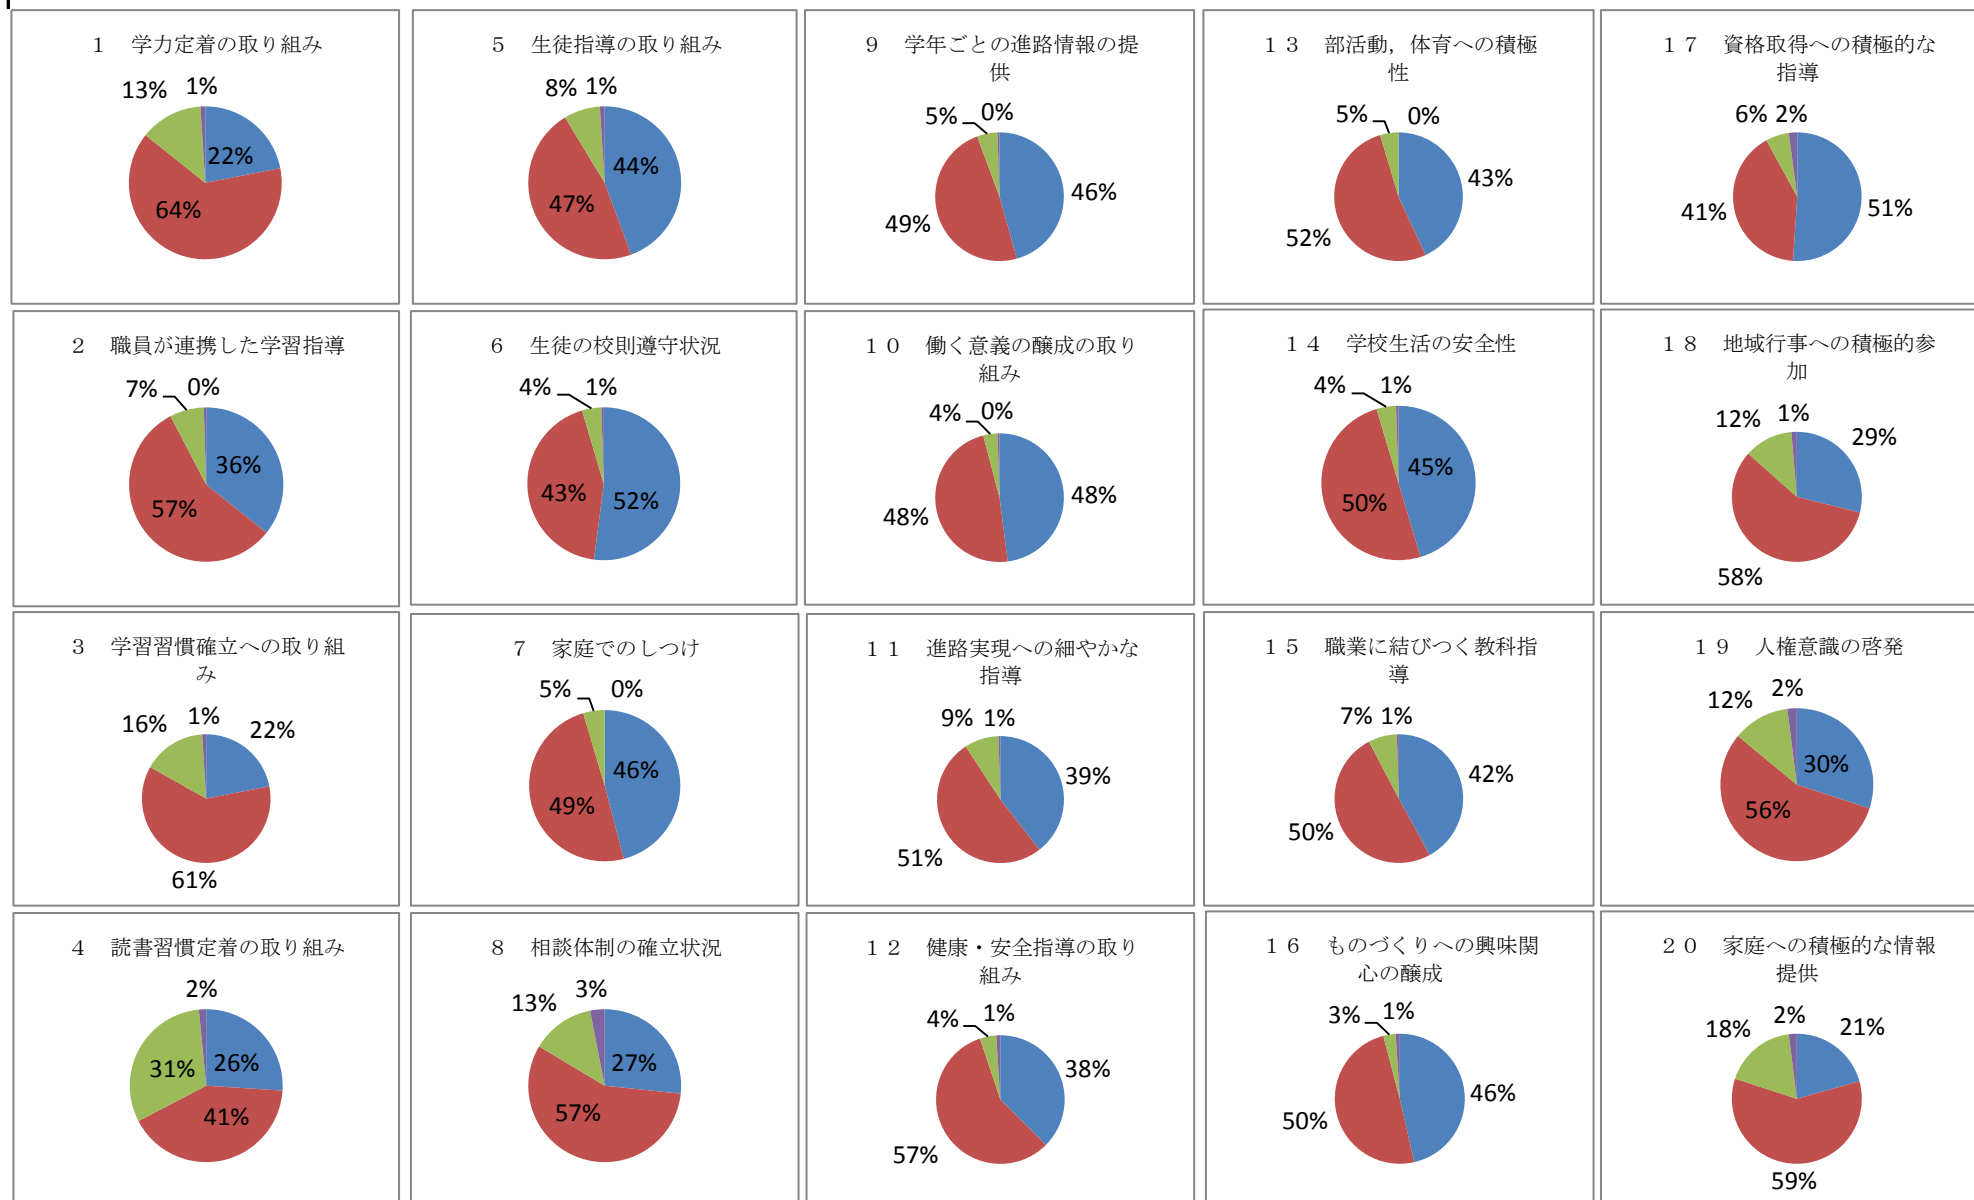 １　学力定着の取り組み
13%
1%
22%
64%
２　職員が連携した学習指導
7%
0%
36%
57%
３　学習習慣確立への取り組
み
16%
1%
22%
61%
４　読書習慣定着の取り組み
2%
31%
26%
41%
５　生徒指導の取り組み
8%
1%
44%
47%
６　生徒の校則遵守状況
4%
1%
43%
52%
７　家庭でのしつけ
5%
0%
46%
49%
８　相談体制の確立状況
13%
3%
27%
57%
９　学年ごとの進路情報の提
供
5%
0%
46%
49%
１０　働く意義の醸成の取り
組み
4%
0%
48%
48%
１１　進路実現への細やかな
指導
9%
1%
39%
51%
１２　健康・安全指導の取り
組み
4%
1%
38%
57%
１３　部活動，体育への積極
性
5%
0%
43%
52%
１４　学校生活の安全性
4%
1%
45%
50%
１５　職業に結びつく教科指
導
7%
1%
42%
50%
１６　ものづくりへの興味関
心の醸成
3%
1%
46%
50%
１７　資格取得への積極的な
指導
6%
2%
51%
41%
１８　地域行事への積極的参
加
12%
1%
29%
58%
１９　人権意識の啓発
12%
2%
30%
56%
２０　家庭への積極的な情報
提供
18%
2%
21%
59%